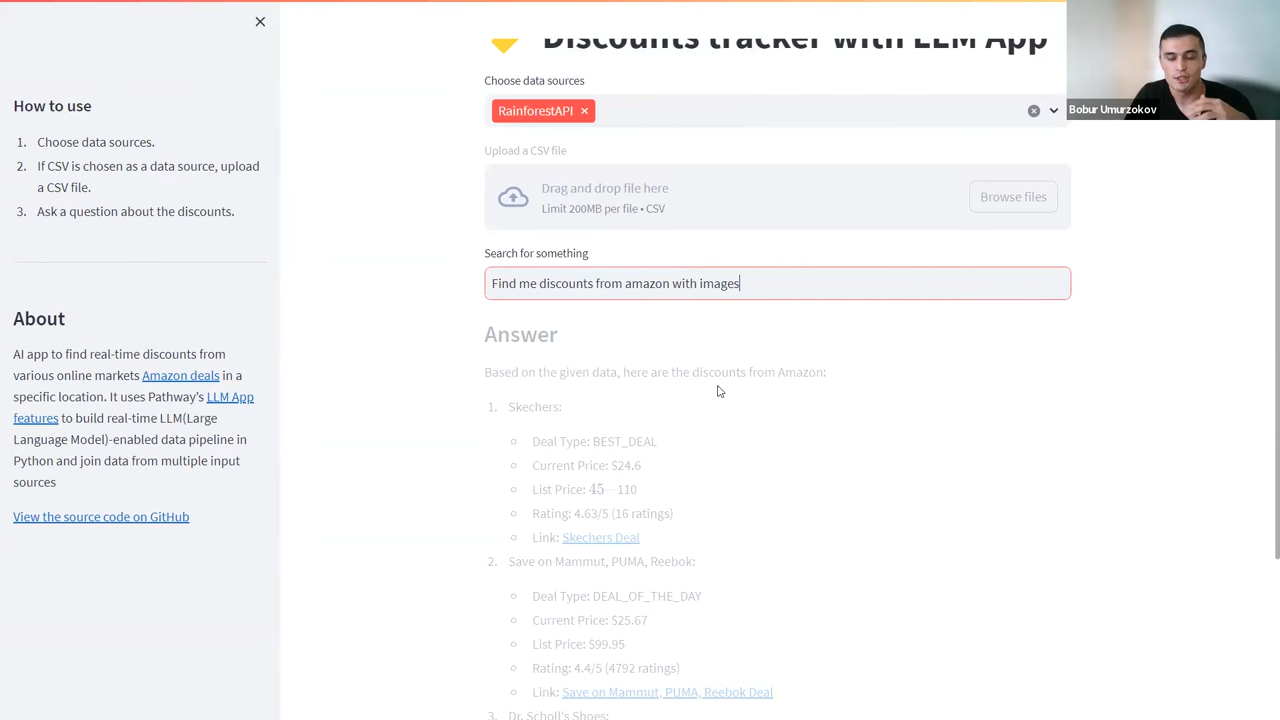 How to use
1. Choose data sources.
2. If CSV is chosen as a data source, upload
a CSV file.
3. Ask a question about the discounts.
About
AI app to find real-time discounts from
various online markets Amazon deals in a
specific location. It uses Pathway's LLM App
features to build real-time LLM(Large
Language Model)-enabled data pipeline in
Python and join data from multiple input
sources
View the source code on GitHub
Discounts tracker with LLM App
Choose data sources
RainforestAPI
Upload a CSV file
Drag and drop file here
Limit 200MB per file • CSV
Browse files
Search for something
Find me discounts from amazon with images
Answer
Based on the given data, here are the discounts from Amazon:
1. Skechers:
Deal Type: BEST_DEAL
Current Price: $24.6
List Price: 45−110
Rating: 4.63/5 (16 ratings)
Link: Skechers Deal
2. Save on Mammut, PUMA, Reebok:
Deal Type: DEAL_OF_THE_DAY
Current Price: $25.67
List Price: $99.95
Rating: 4.4/5 (4792 ratings)
Link: Save on Mammut, PUMA, Reebok Deal
3. Dr. Scholl's Shoes:
Bobur Umurzokov